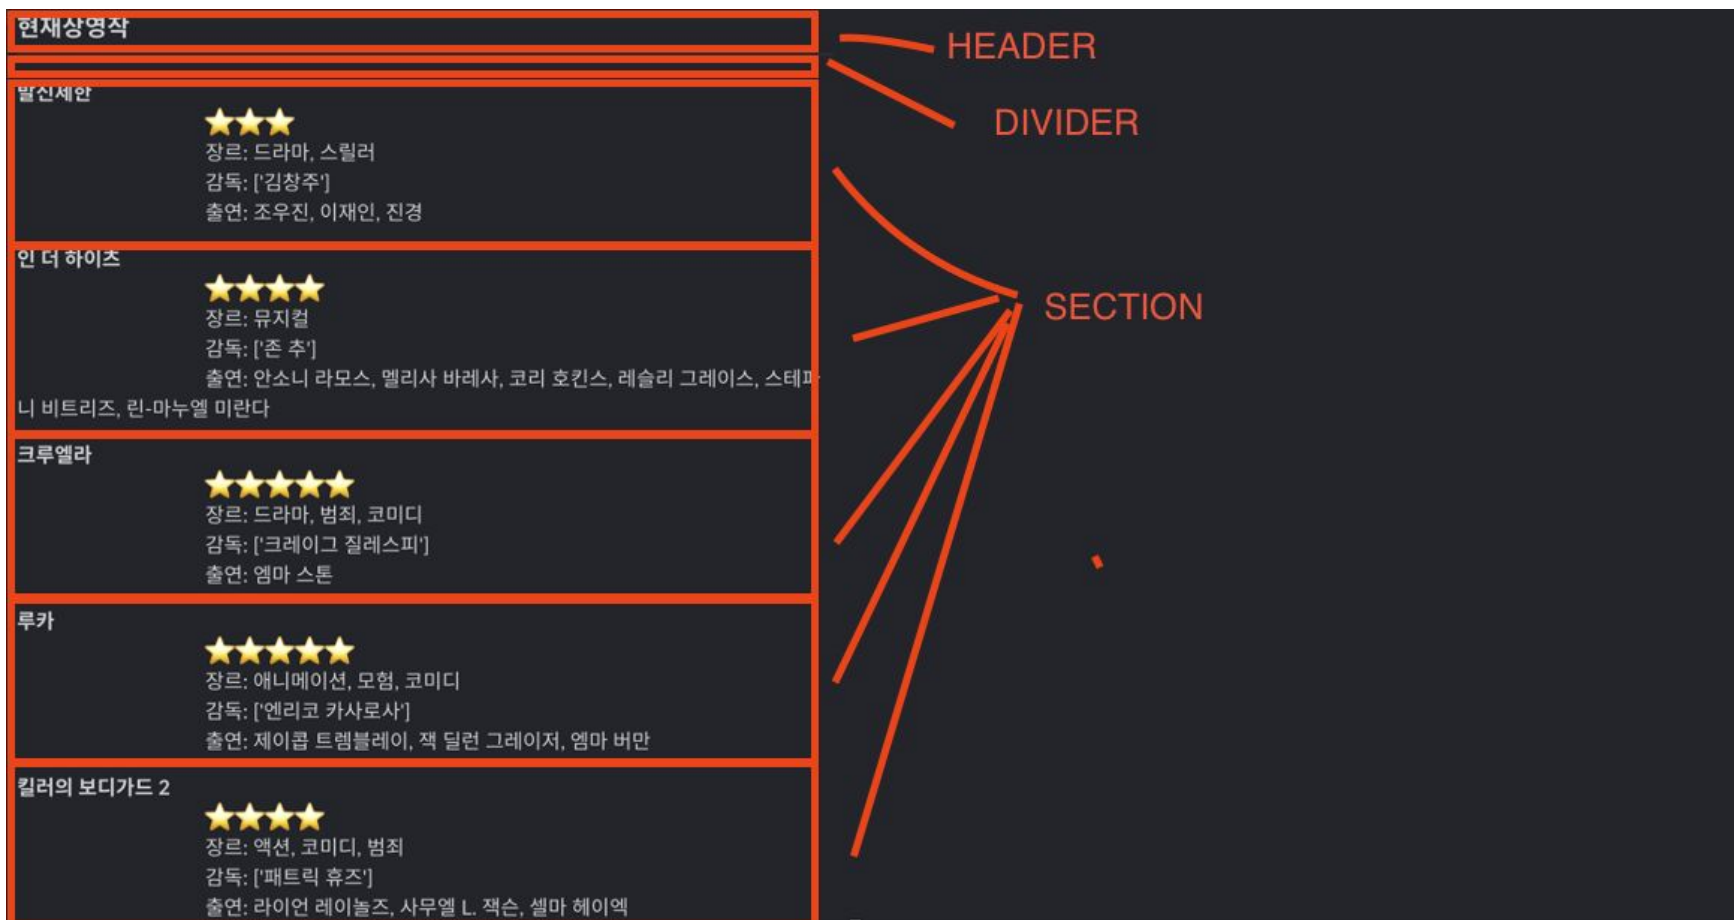 현재상영작
HEADER
DIVIDER
발신제한
⭐⭐⭐
장르: 드라마, 스릴러
감독: ['김창주']
출연: 조우진, 이재인, 진경
인 더 하이츠
⭐⭐⭐⭐
장르: 뮤지컬
감독: ['존 추']
출연: 안소니 라모스, 멜리사 바레사, 코리 호킨스, 레슬리 그레이스, 스테파
니 비트리즈, 린-마누엘 미란다
SECTION
크루엘라
⭐⭐⭐⭐⭐
장르: 드라마, 범죄, 코미디
감독: ['크레이그 질레스피']
출연: 엠마 스톤
루카
⭐⭐⭐⭐⭐
장르: 애니메이션, 모험, 코미디
감독: ['엔리코 카사로사']
출연: 제이콥 트렘블레이, 잭 딜런 그레이저, 엠마 버만
킬러의 보디가드 2
⭐⭐⭐⭐
장르: 액션, 코미디, 범죄
감독: ['패트릭 휴즈']
출연: 라이언 레이놀즈, 사무엘 L. 잭슨, 셀마 헤이엑